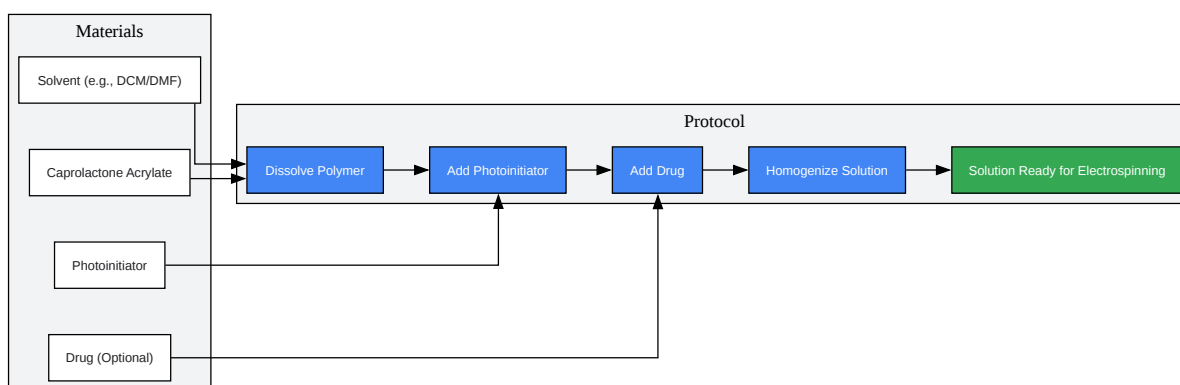 Materials
Solvent (e.g., DCM/DMF)
Caprolactone Acrylate
Photoinitiator
Drug (Optional)
Protocol
Dissolve Polymer
Add Photoinitiator
Add Drug
Homogenize Solution
Solution Ready for Electrospinning